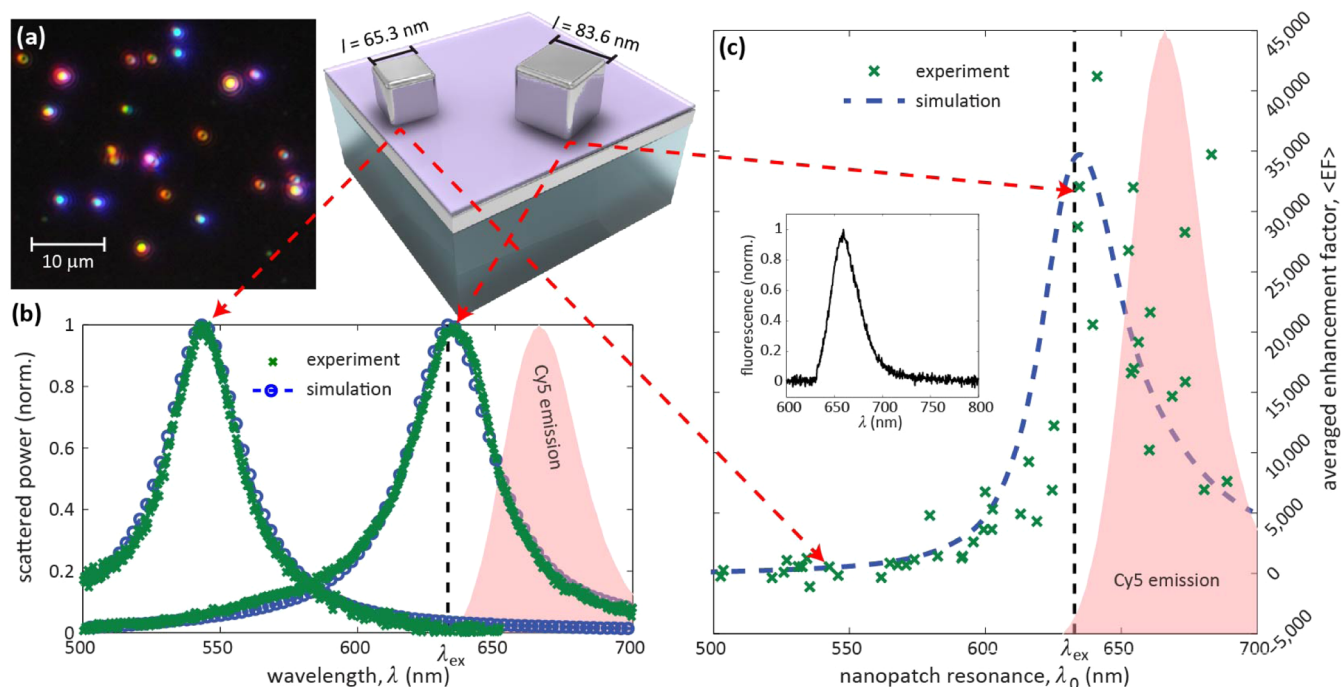 (a)
10 μm
l = 65.3 nm
l = 83.6 nm
(b)
scattered power (norm.)
1
0.8
0.6
0.4
0.2
0
experiment
simulation
Cy5 emission
500
550
600
λex
650
700
wavelength, λ (nm)
(c)
experiment
simulation
fluorescence (norm.)
1
0.8
0.6
0.4
0.2
0
600
650
700
750
800
λ (nm)
Cy5 emission
45,000
40,000
35,000
30,000
25,000
20,000
15,000
10,000
5,000
0
-5,000
averaged enhancement factor, <EF>
500
550
600
λex
650
700
nanopatch resonance, λ0 (nm)